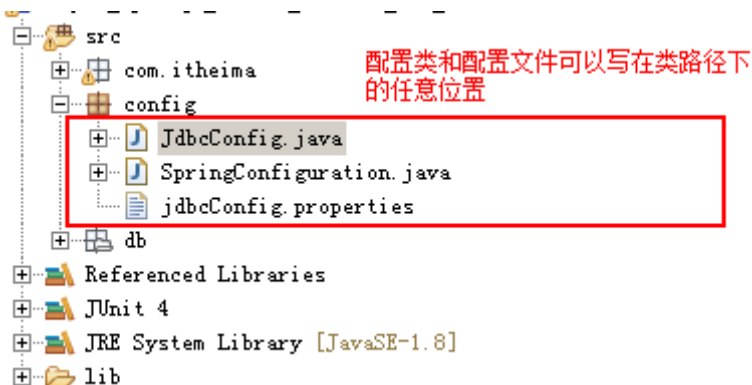 src
com.itheima
配置类和配置文件可以写在类路径下
的任意位置
config
JdbcConfig.java
SpringConfiguration.java
jdbcConfig.properties
db
Referenced Libraries
JUnit 4
JRE System Library [JavaSE-1.8]
lib